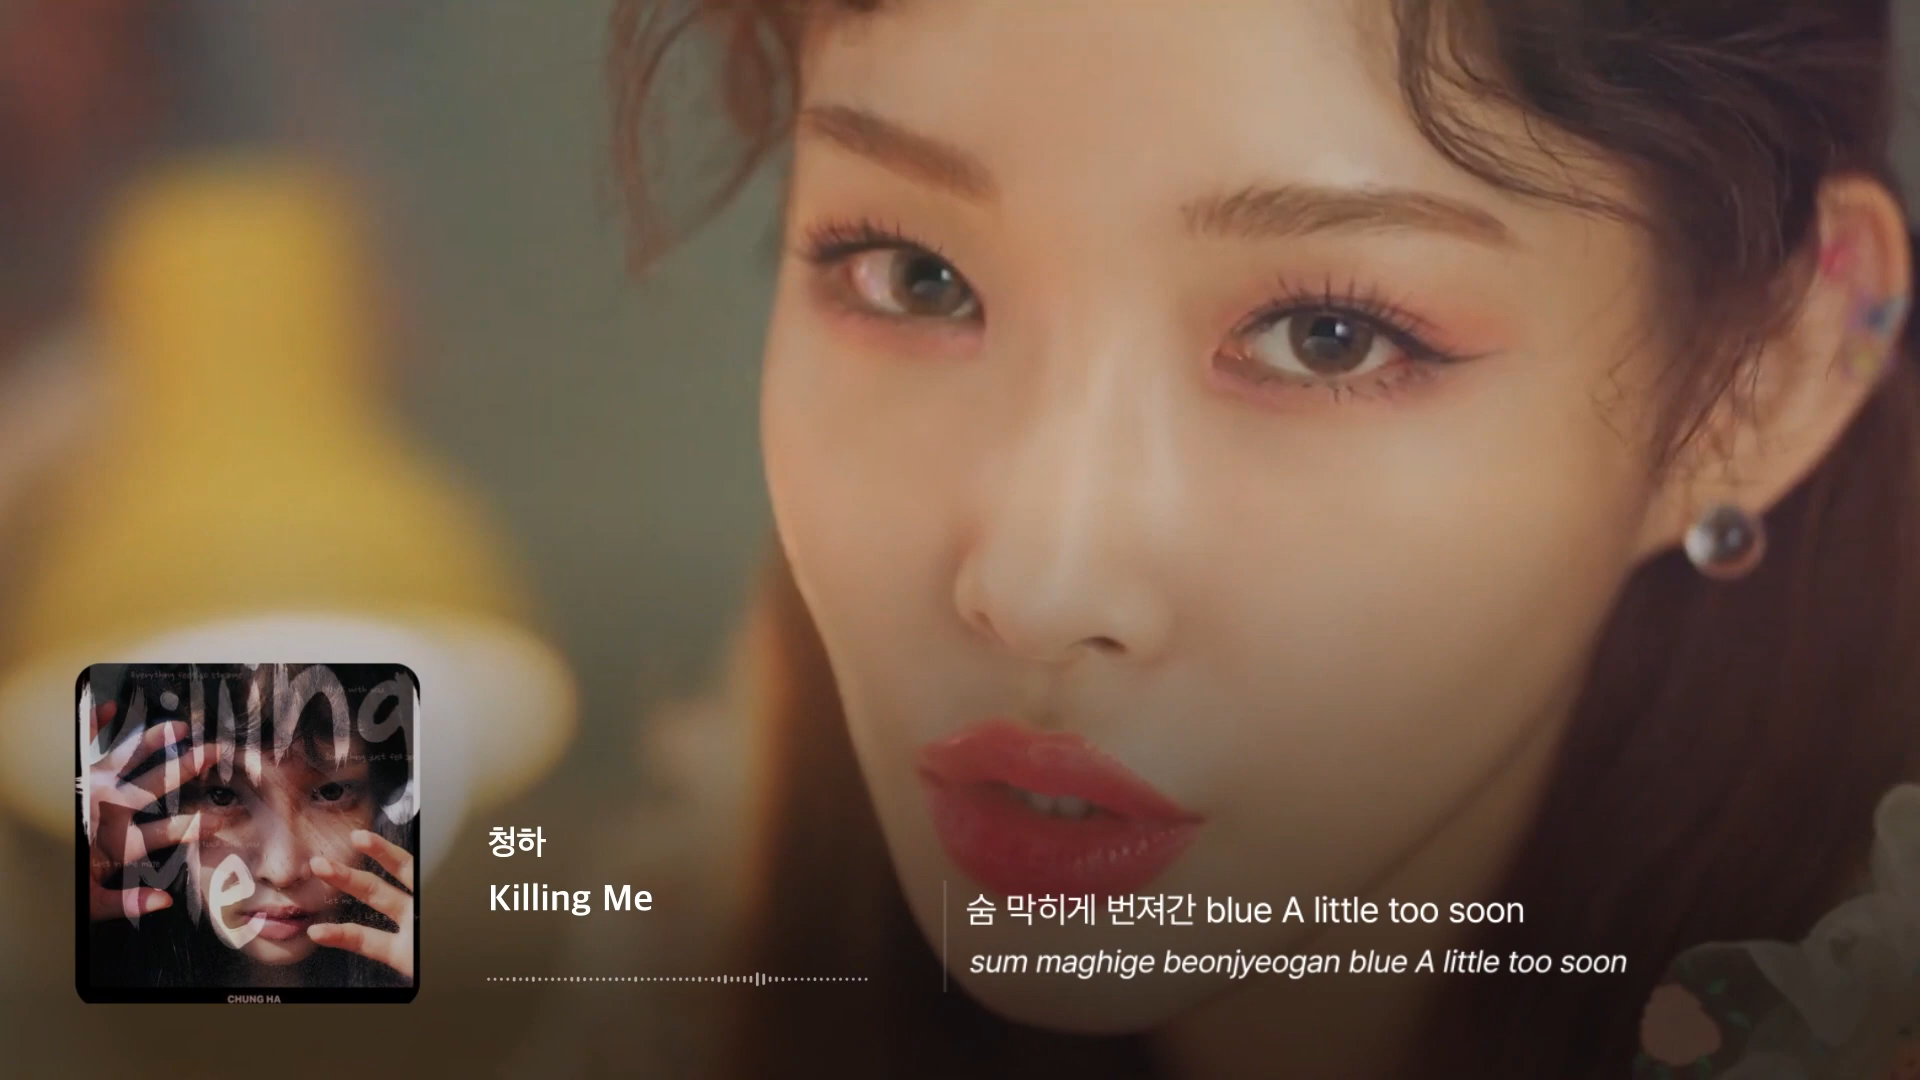 Killing
Me
CHUNG HA
청하
Killing Me
숨 막히게 번져간 blue A little too soon
sum maghige beonjyeogan blue A little too soon